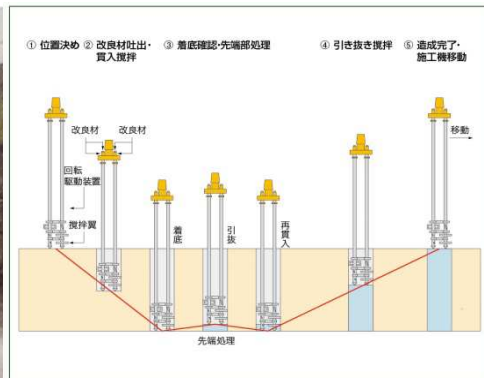 ① 位置決め
② 改良材吐出・
貫入撹拌
③ 着底確認・先端部処理
④ 引き抜き撹拌
⑤ 造成完了・
施工機移動
改良材
改良材
移動
回転
駆動装置
撹拌翼
着底
引抜
再貫入
先端処理